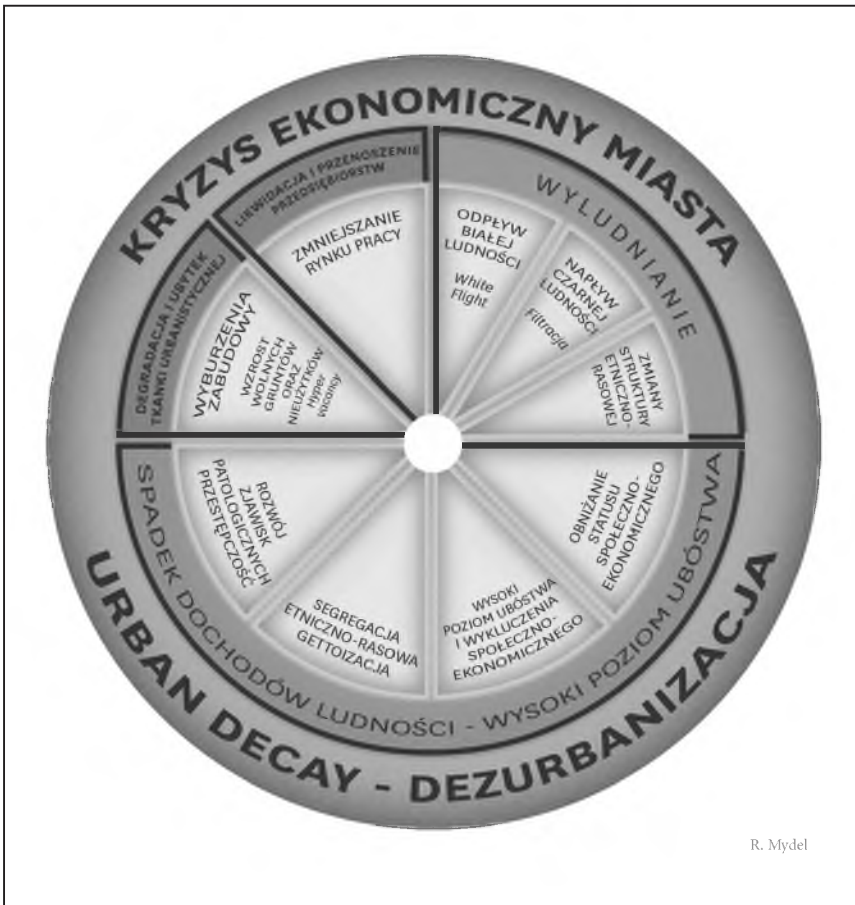 KRYZYS EKONOMICZNY MIASTA
LIKWIDACJA I PRZENOSZENIE
PRZEDSIĘBIORSTW
WYLUDNIANIE
ZMNIEJSZANIE
RYNKU PRACY
ODPŁYW
BIAŁEJ
LUDNOŚCI
White
Flight
NAPŁYW
CZARNEJ
LUDNOŚCI
Filtracja
ZMIANY
STRUKTURY
ETNICZNO-
RASOWEJ
DEGRADACJA I UBYTEK
TKANKI URBANISTYCZNEJ
WYBURZENIA
ZABUDOWY
WZROST
WOLNYCH
GRUNTÓW
ORAZ
NIEUŻYTKÓW
Hyper
vacancy
ROZWÓJ
PATOLOGICZNYCH
ZJAWISK
PRZESTĘPCZOŚĆ
SEGREGACJA
ETNICZNO-RASOWA
GETTOIZACJA
WYSOKI
POZIOM UBÓSTWA
I WYKLUCZENIA
SPOŁECZNO-
EKONOMICZNEGO
OBNIŻANIE
STATUSU
SPOŁECZNO-
EKONOMICZNEGO
SPADEK DOCHODÓW LUDNOŚCI - WYSOKI POZIOM UBÓSTWA
URBAN DECAY - DEZURBANIZACJA
R. Mydel